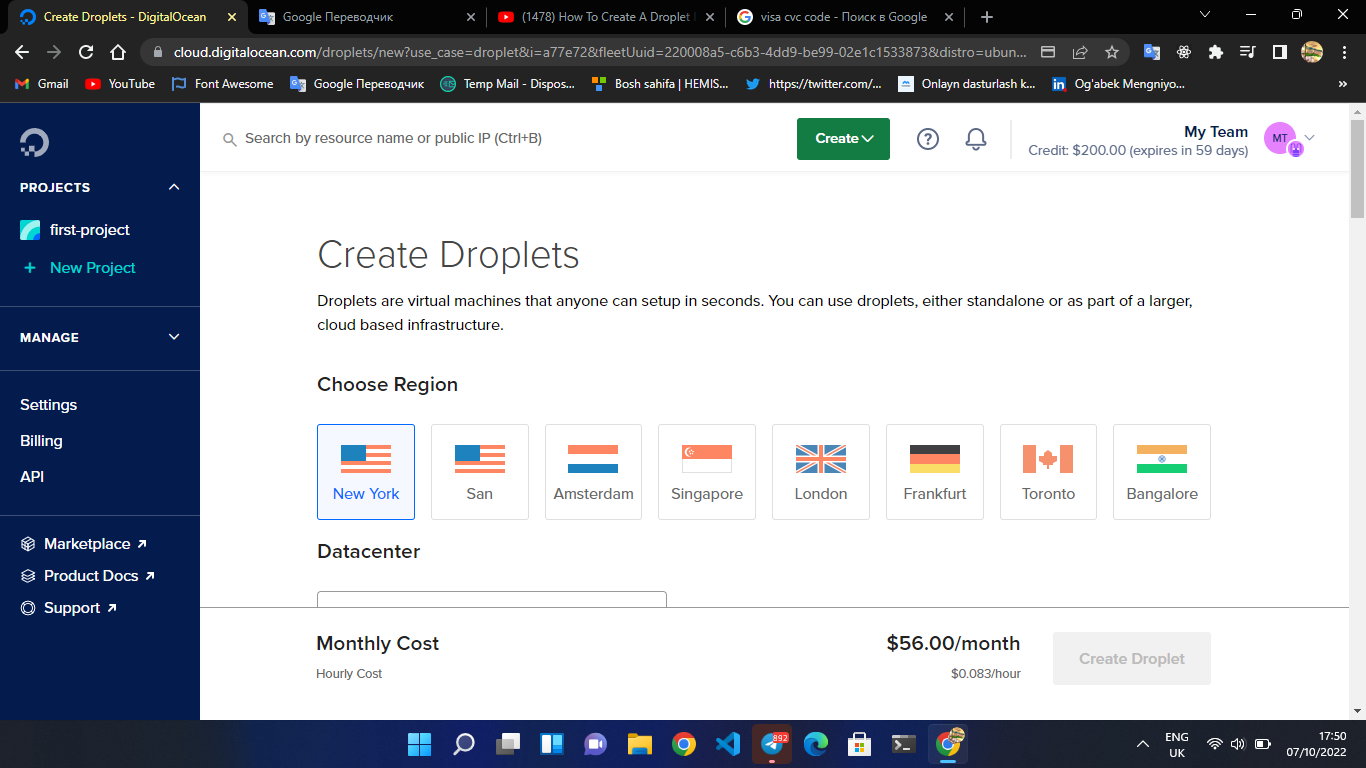 Create Droplets - DigitalOcean
Google Переводчик
(1478) How To Create A Droplet
visa cvc code - Поиск в Google
cloud.digitalocean.com/droplets/new?use_case=droplet&i=a77e72&fleetUuid=220008a5-c6b3-4dd9-be99-02e1c1533873&distro=ubun...
Gmail
YouTube
Font Awesome
Google Переводчик
Temp Mail - Dispos...
Bosh sahifa | HEMIS...
https://twitter.com/...
Onlayn dasturlash k...
Og'abek Mengniyo...
»
Search by resource name or public IP (Ctrl+B)
Create
My Team
Credit: $200.00 (expires in 59 days)
MT
PROJECTS
first-project
+ New Project
MANAGE
Settings
Billing
API
Marketplace
Product Docs
Support
Create Droplets
Droplets are virtual machines that anyone can setup in seconds. You can use droplets, either standalone or as part of a larger,
cloud based infrastructure.
Choose Region
New York
San
Amsterdam
Singapore
London
Frankfurt
Toronto
Bangalore
Datacenter
Monthly Cost
$56.00/month
Hourly Cost
$0.083/hour
Create Droplet
892
ENG
UK
17:50
07/10/2022